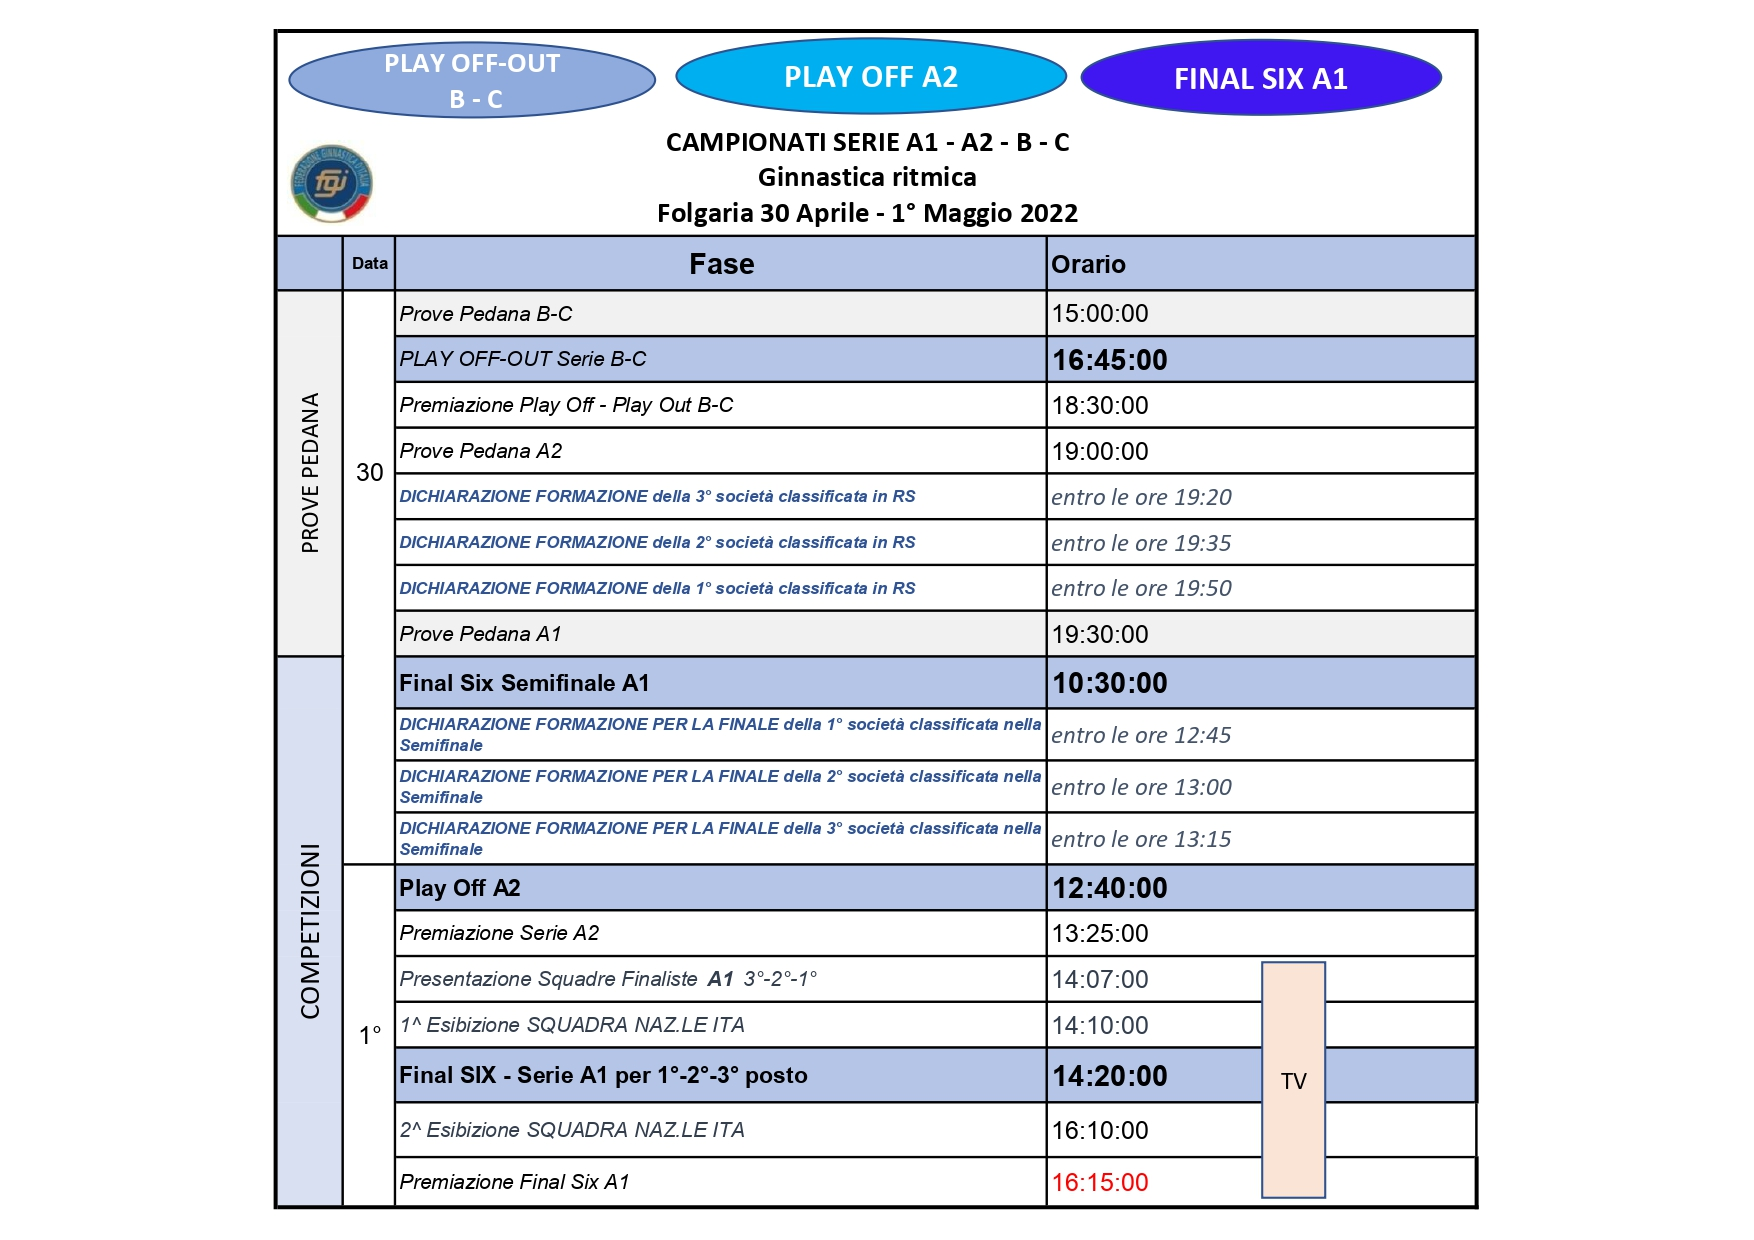 PLAY OFF-OUT
B - C
PLAY OFF A2
FINAL SIX A1
CAMPIONATI SERIE A1 - A2 - B - C
Ginnastica ritmica
Folgaria 30 Aprile - 1° Maggio 2022
FEDERAZIONE GINNASTICA D'ITALIA
fgi
Data Fase Orario
PROVE PEDANA
30
Prove Pedana B-C 15:00:00
PLAY OFF-OUT Serie B-C 16:45:00
Premiazione Play Off - Play Out B-C 18:30:00
Prove Pedana A2 19:00:00
DICHIARAZIONE FORMAZIONE della 3° società classificata in RS entro le ore 19:20
DICHIARAZIONE FORMAZIONE della 2° società classificata in RS entro le ore 19:35
DICHIARAZIONE FORMAZIONE della 1° società classificata in RS entro le ore 19:50
Prove Pedana A1 19:30:00
COMPETIZIONI
Final Six Semifinale A1 10:30:00
DICHIARAZIONE FORMAZIONE PER LA FINALE della 1° società classificata nella
Semifinale entro le ore 12:45
DICHIARAZIONE FORMAZIONE PER LA FINALE della 2° società classificata nella
Semifinale entro le ore 13:00
DICHIARAZIONE FORMAZIONE PER LA FINALE della 3° società classificata nella
Semifinale entro le ore 13:15
1°
Play Off A2 12:40:00
Premiazione Serie A2 13:25:00
Presentazione Squadre Finaliste A1 3°-2°-1° 14:07:00
1^ Esibizione SQUADRA NAZ.LE ITA 14:10:00
Final SIX - Serie A1 per 1°-2°-3° posto 14:20:00
TV
2^ Esibizione SQUADRA NAZ.LE ITA 16:10:00
Premiazione Final Six A1 16:15:00